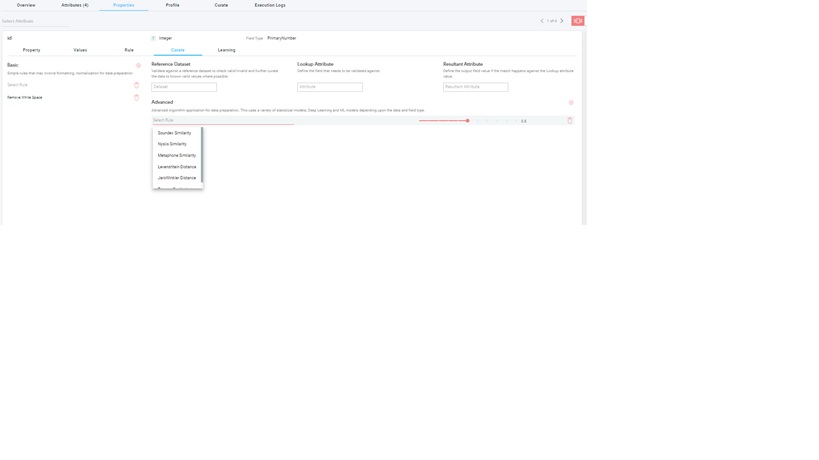 Overview Attributes (4) Properties Profile Curate Execution Logs
Select Attribute
1 of 4
Id
Integer
Field Type PrimaryNumber
Property Values Rule Curate Learning
Basic
Simple rules that may involve formatting, normalization for data preparation.
Select Rule
Remove White Space
Reference Dataset
Validate against a reference dataset to check valid/invalid and further curate
the data to known valid values where possible.
Dataset
Lookup Attribute
Define the field that needs to be validated against.
Attribute
Resultant Attribute
Define the output field value if the match happens against the lookup attribute
value.
Resultant Attribute
Advanced
Advanced Algorithm application for data preparation. This uses a variety of statistical models, Deep Learning and ML models depending upon the data and field type.
Select Rule
Soundex Similarity
Nysiis Similarity
Metaphone Similarity
Levenshtein Distance
JaroWinkler Distance